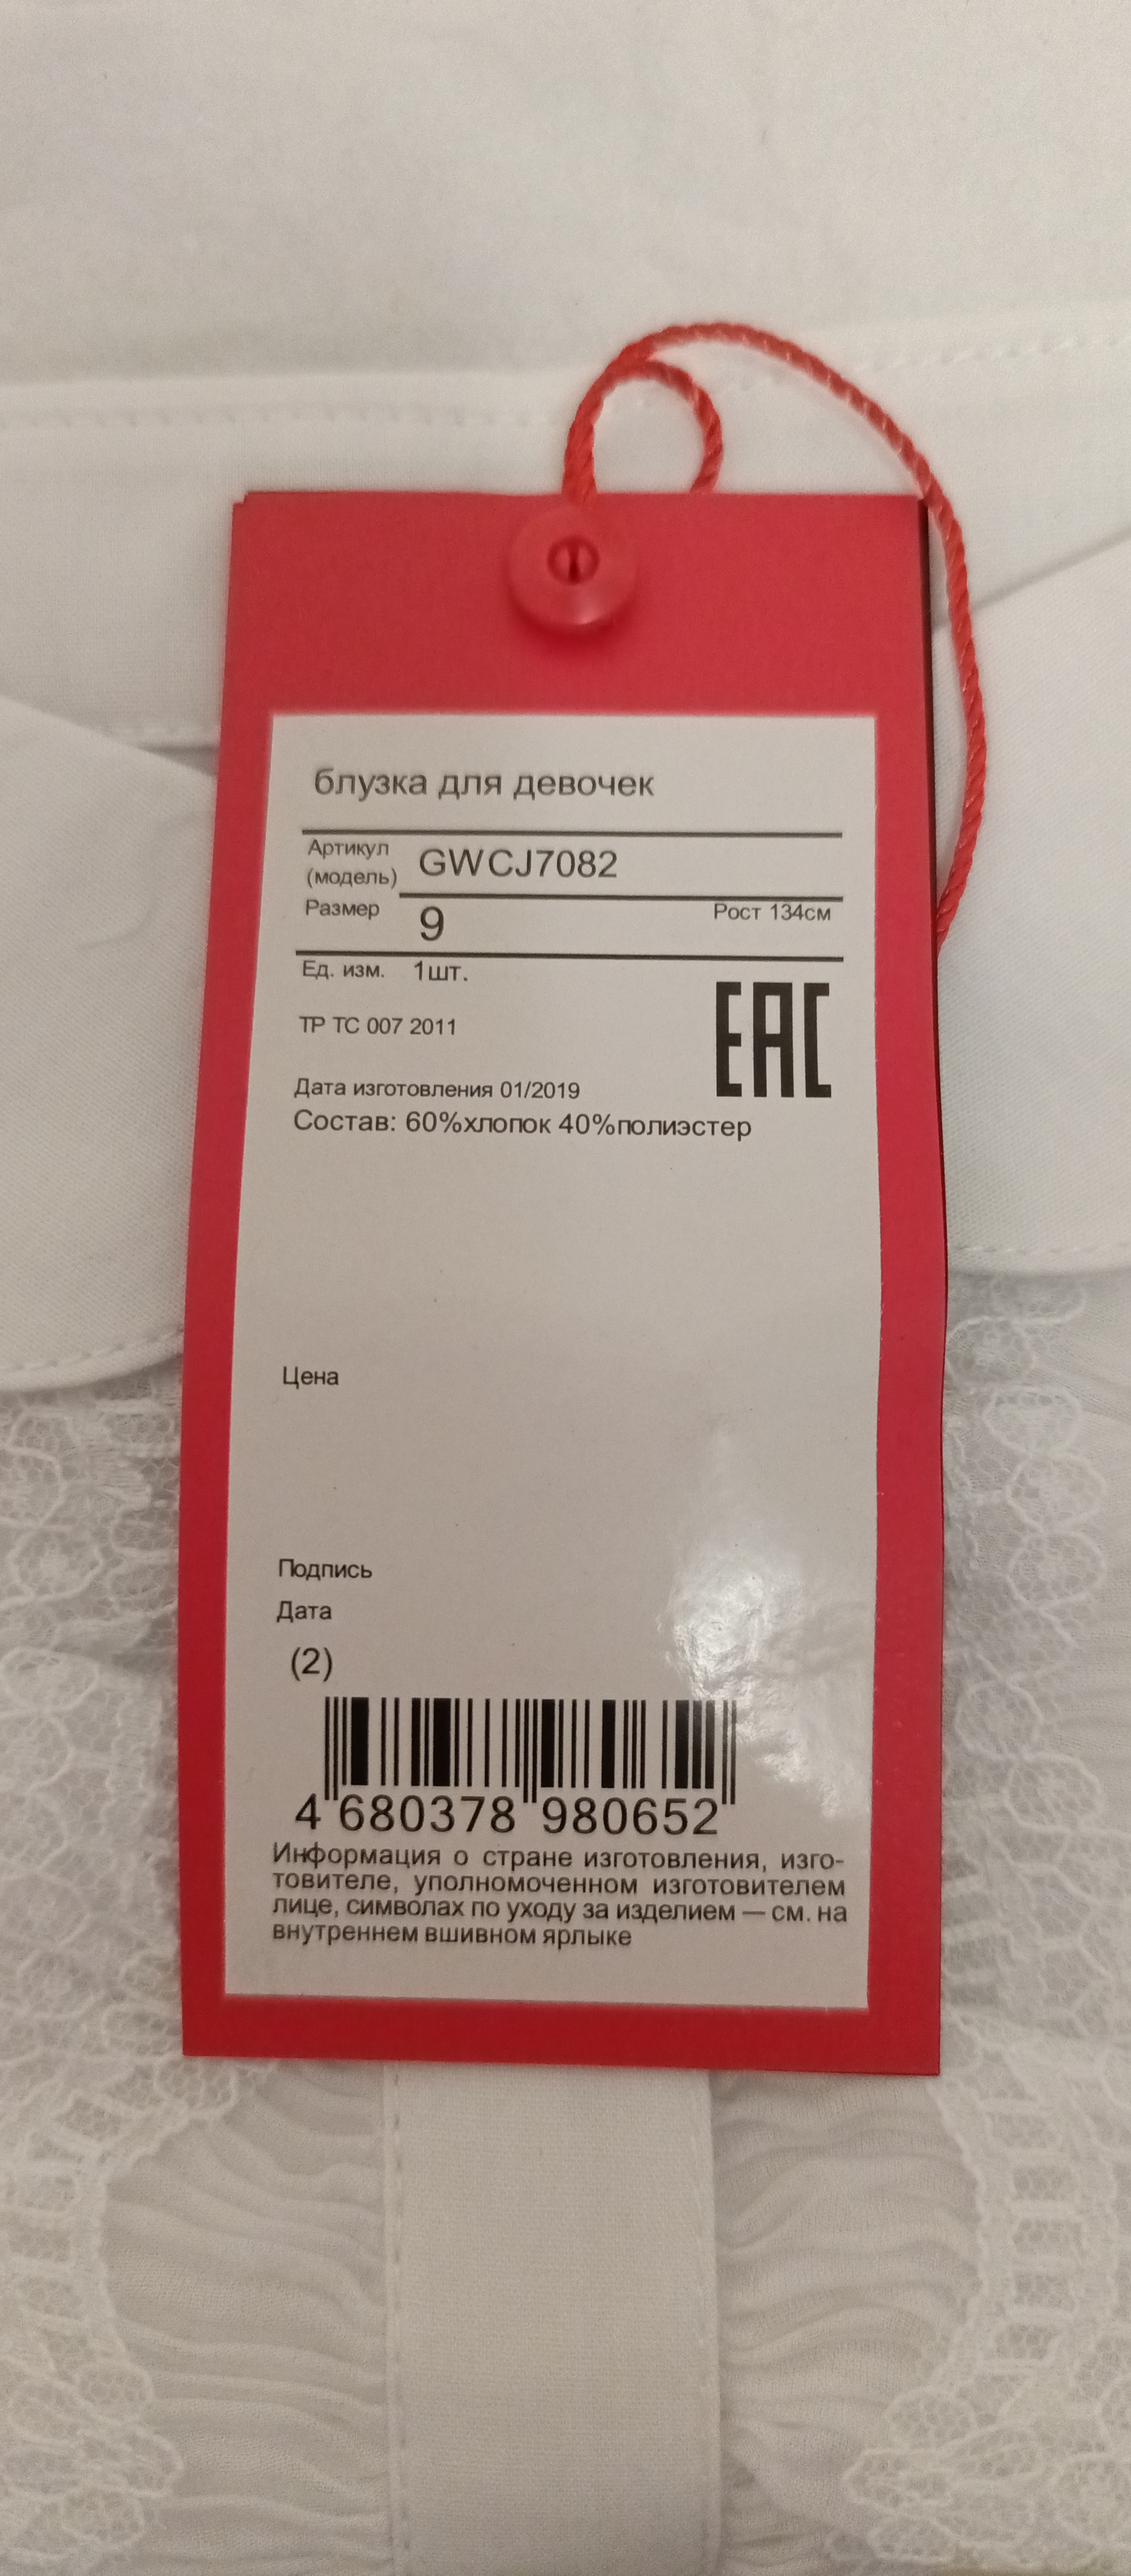 блузка для девочек
Артикул
(модель) GWCJ7082
Размер 9 Рост 134см
Ед. изм. 1шт.
ТР ТС 007 2011
EAC
Дата изготовления 01/2019
Состав: 60%хлопок 40%полиэстер
Цена
Подпись
Дата
(2)
4 680378 980652
Информация о стране изготовления, изго-
товителе, уполномоченном изготовителем
лице, символах по уходу за изделием — см. на
внутреннем вшивном ярлыке